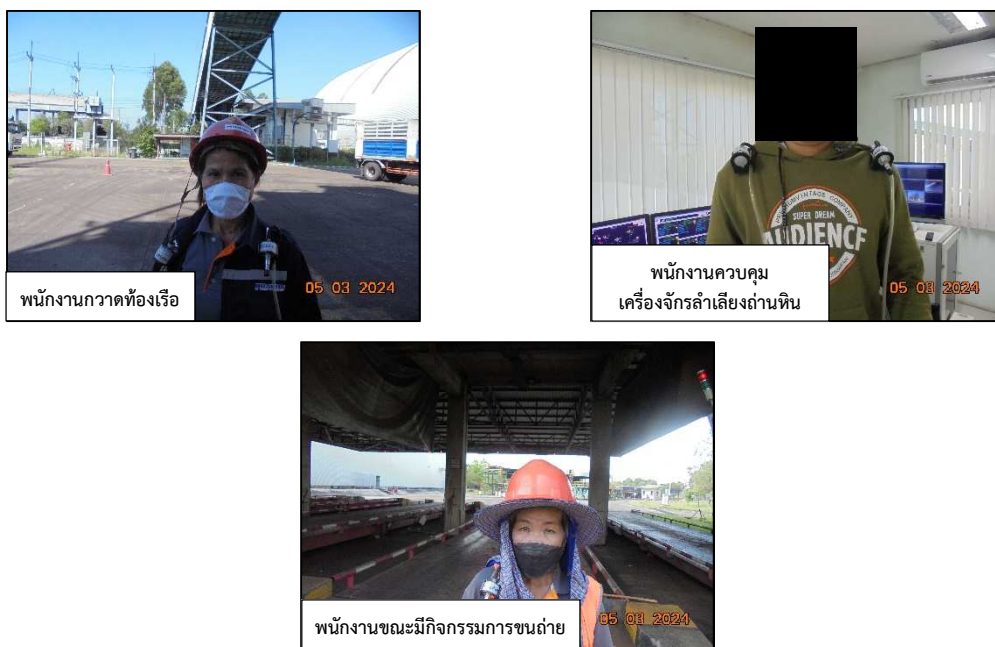 พนักงานกวาดท้องเรือ
05 03 2024
SUPER DREAM
AUDIENCE
พนักงานควบคุม
เครื่องจักรลำเลียงถ่านหิน
05 03 2024
พนักงานขณะมีกิจกรรมการขนถ่าย
05 03 2024